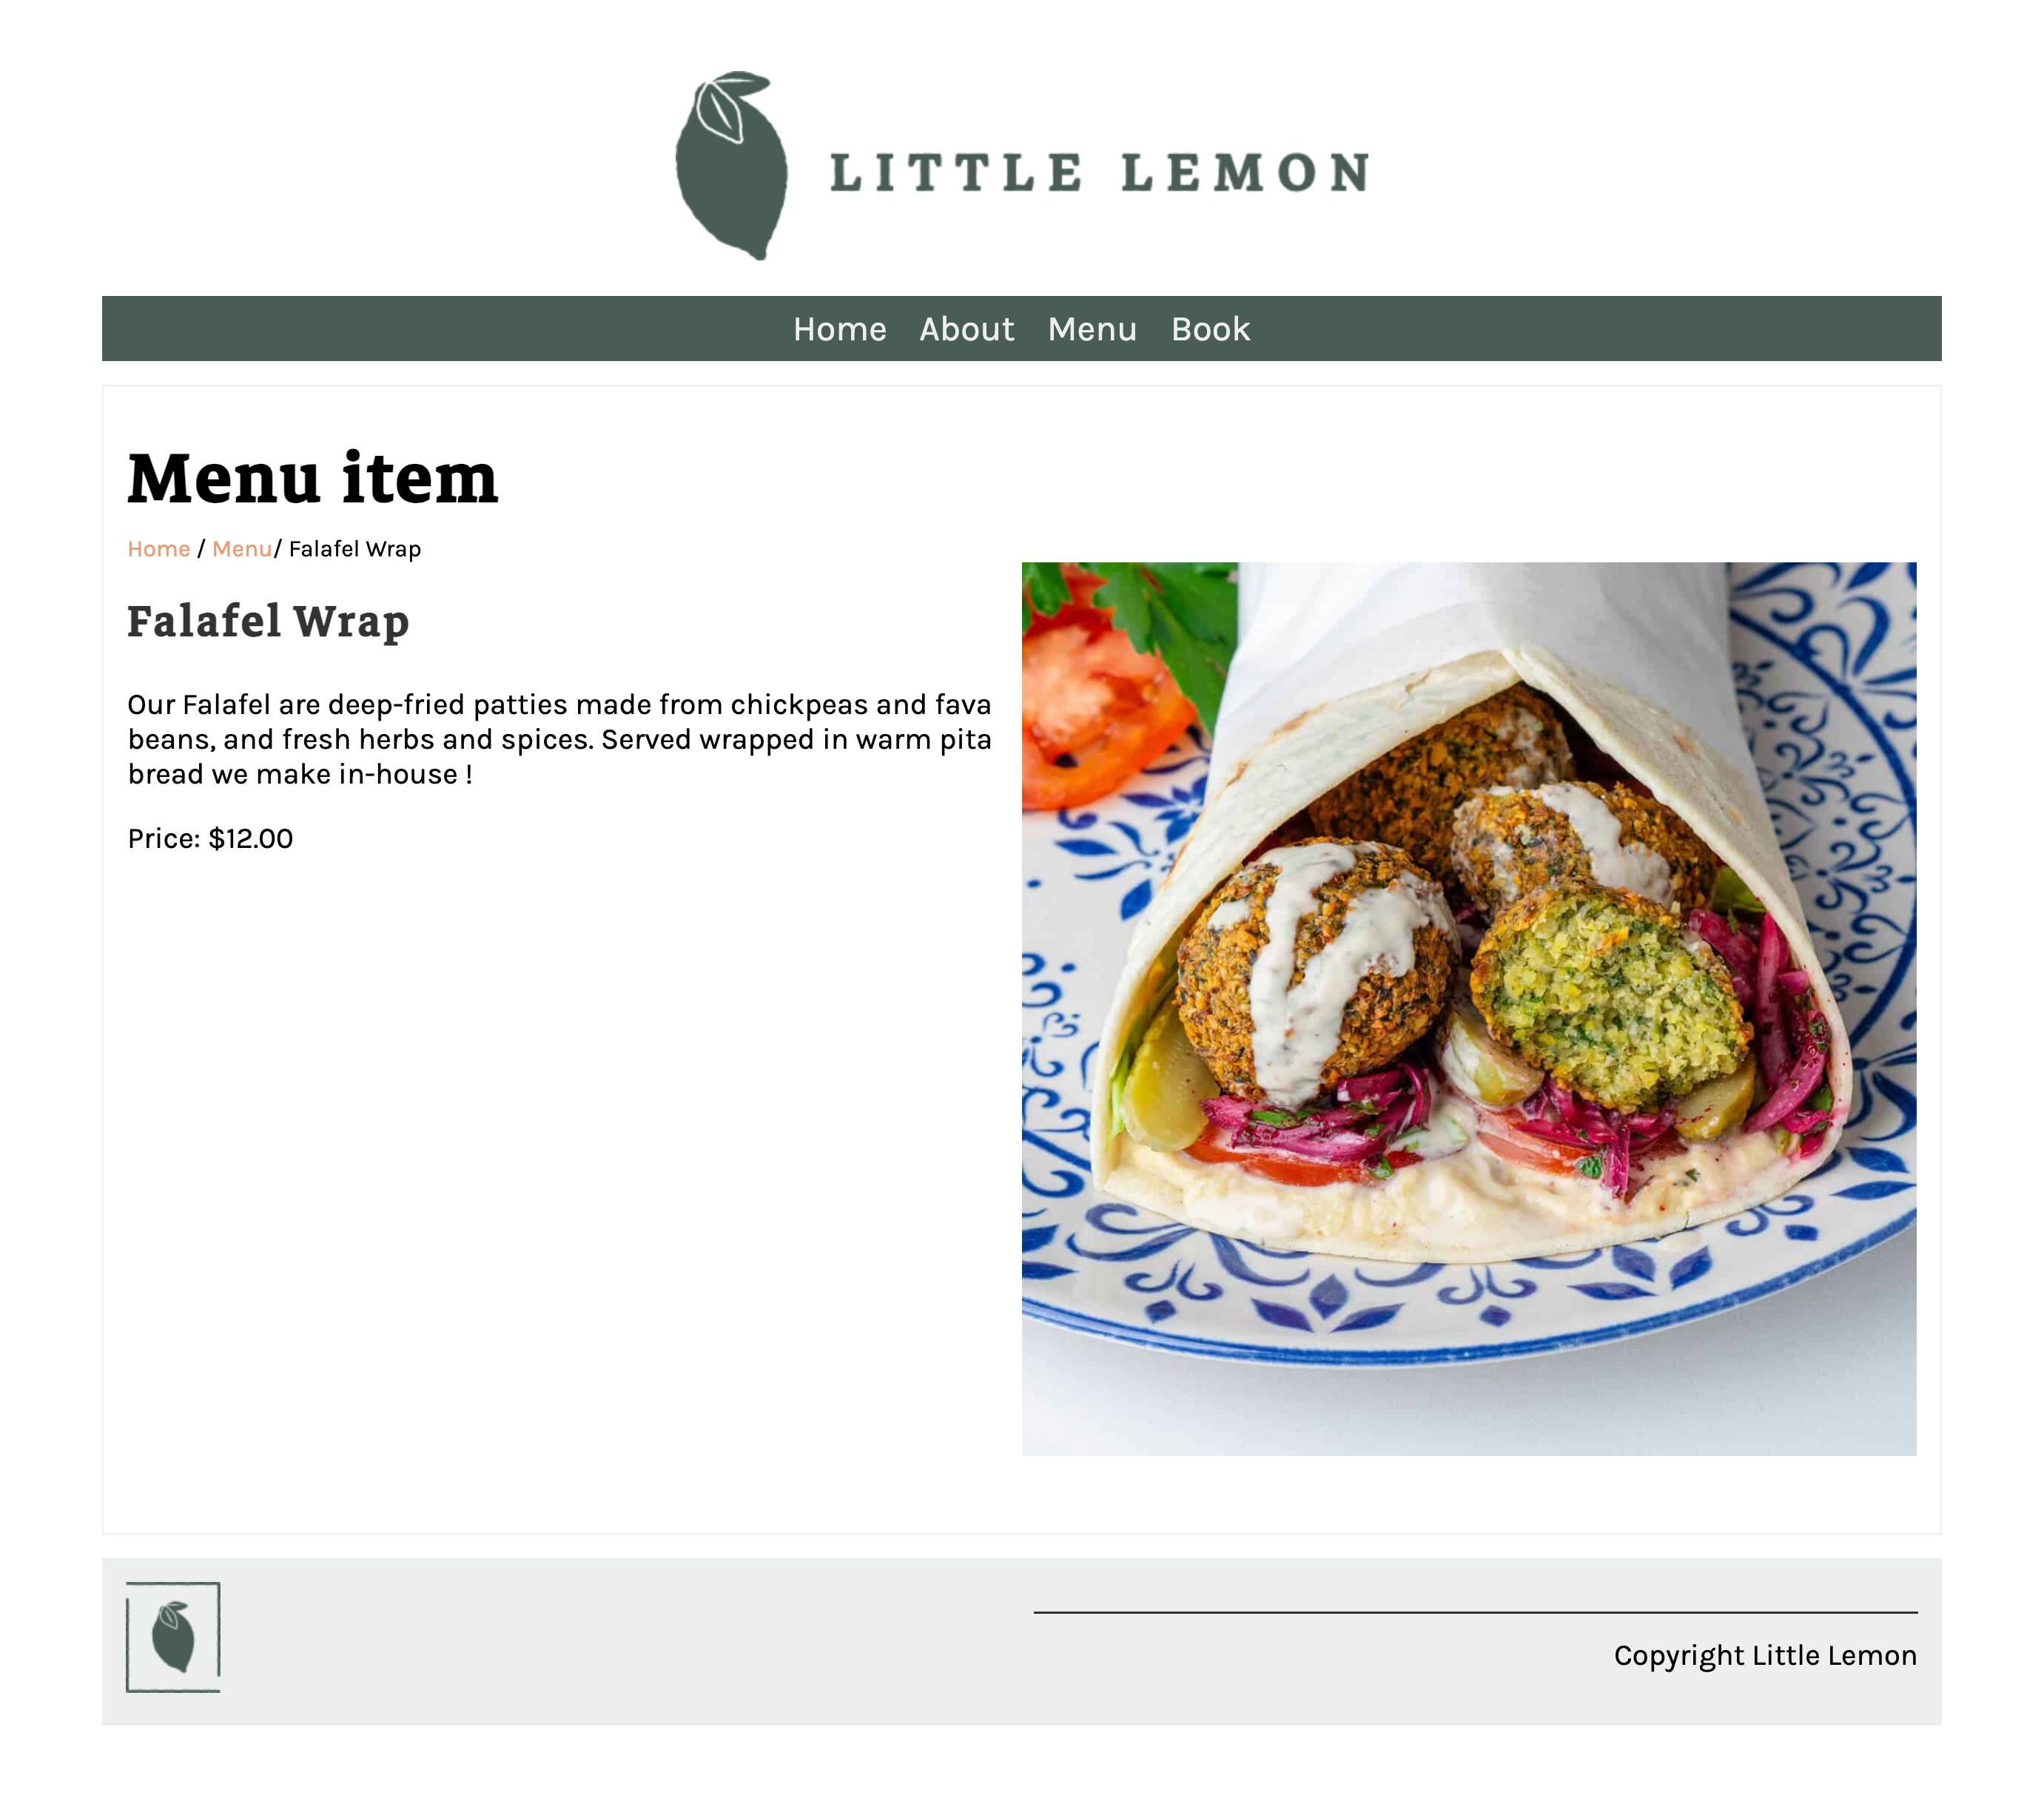 LITTLE LEMON
Home About Menu Book
Menu item
Home / Menu/ Falafel Wrap
Falafel Wrap
Our Falafel are deep-fried patties made from chickpeas and fava
beans, and fresh herbs and spices. Served wrapped in warm pita
bread we make in-house !
Price: $12.00
Copyright Little Lemon